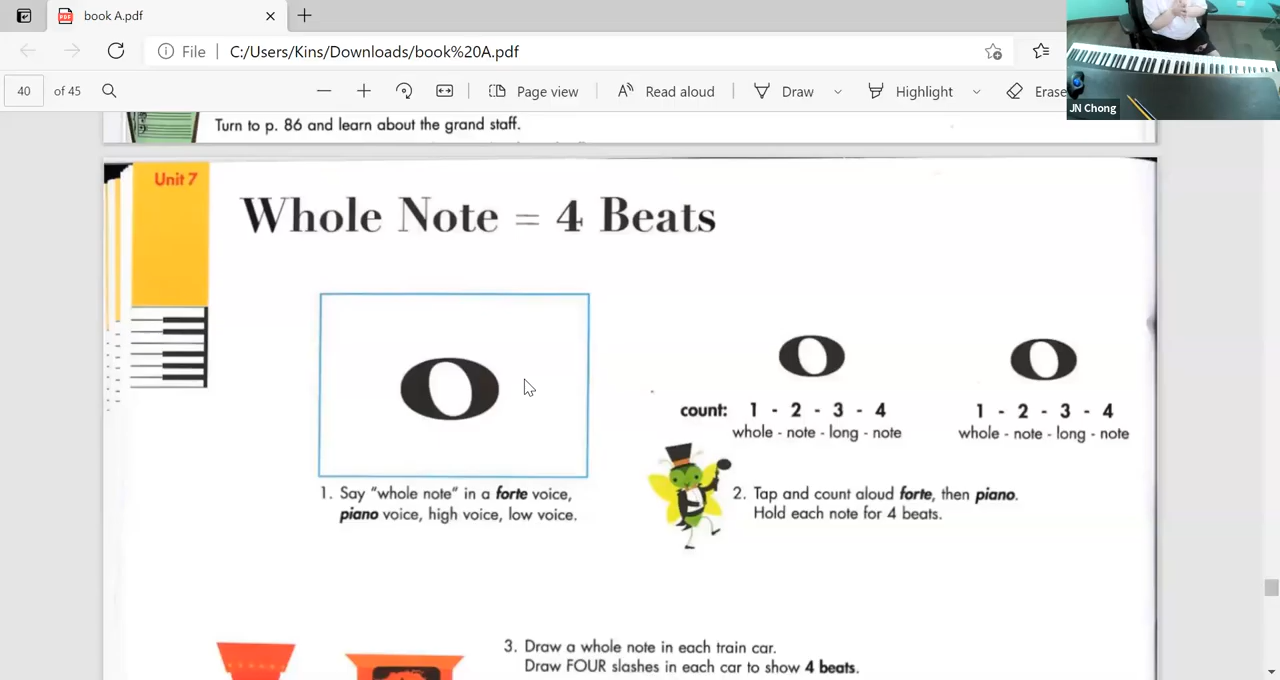 book A.pdf
File
C:/Users/Kins/Downloads/book%20A.pdf
40 of 45
Page view
Read aloud
Draw
Highlight
Erase
JN Chong
Turn to p. 86 and learn about the grand staff.
Unit 7
Whole Note = 4 Beats
count: 1 - 2 - 3 - 4
whole - note - long - note
1 - 2 - 3 - 4
whole - note - long - note
1. Say "whole note" in a forte voice,
piano voice, high voice, low voice.
2. Tap and count aloud forte, then piano.
Hold each note for 4 beats.
3. Draw a whole note in each train car.
Draw FOUR slashes in each car to show 4 beats.